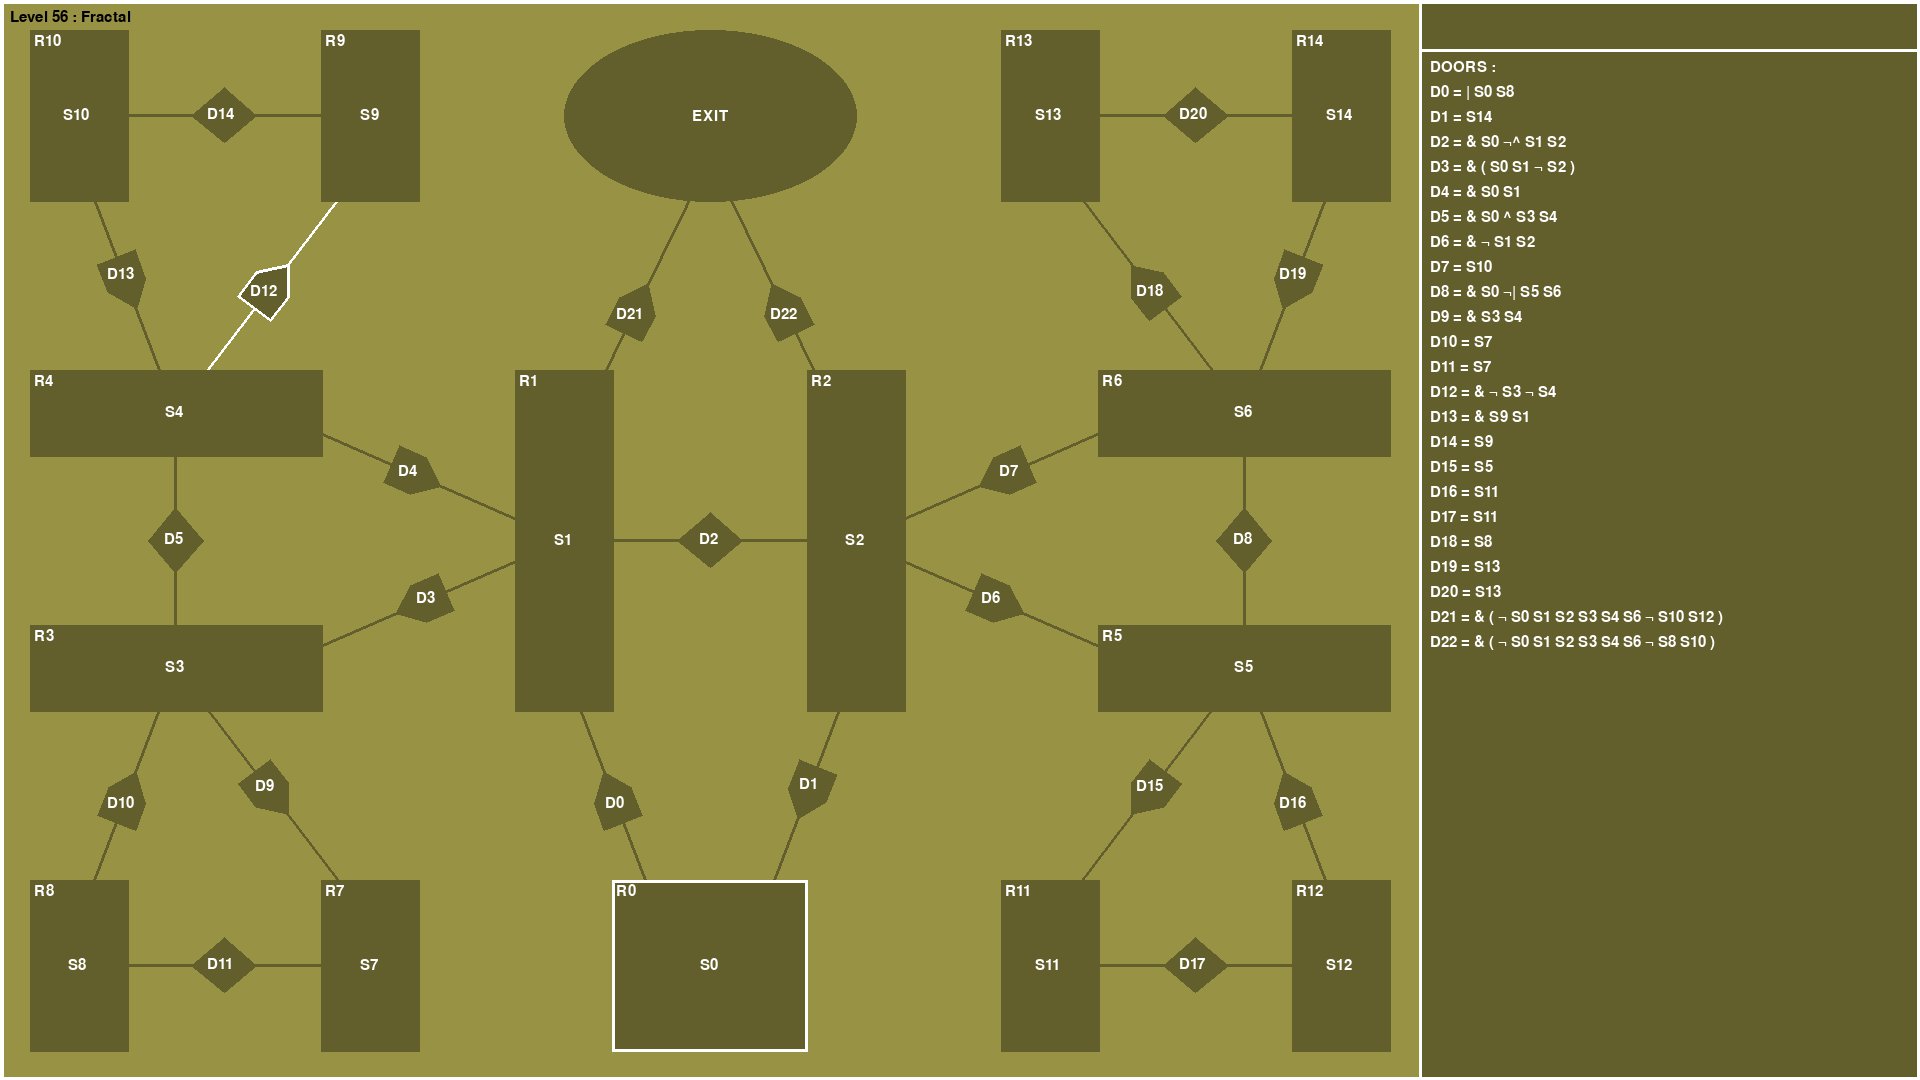 Level 56 : Fractal
R10
R9
R13
R14
S10
D14
S9
EXIT
S13
D20
S14
D13
D12
D21
D22
D18
D19
R4
R1
R2
R6
S4
S6
D4
D7
D5
S1
D2
S2
D8
D3
D6
R3
R5
S3
S5
D10
D9
D0
D1
D15
D16
R8
R7
R0
R11
R12
S8
D11
S7
S0
S11
D17
S12
DOORS :
D0 = | S0 S8
D1 = S14
D2 = & S0 ¬^ S1 S2
D3 = & ( S0 S1 ¬ S2 )
D4 = & S0 S1
D5 = & S0 ^ S3 S4
D6 = & ¬ S1 S2
D7 = S10
D8 = & S0 ¬| S5 S6
D9 = & S3 S4
D10 = S7
D11 = S7
D12 = & ¬ S3 ¬ S4
D13 = & S9 S1
D14 = S9
D15 = S5
D16 = S11
D17 = S11
D18 = S8
D19 = S13
D20 = S13
D21 = & ( ¬ S0 S1 S2 S3 S4 S6 ¬ S10 S12 )
D22 = & ( ¬ S0 S1 S2 S3 S4 S6 ¬ S8 S10 )